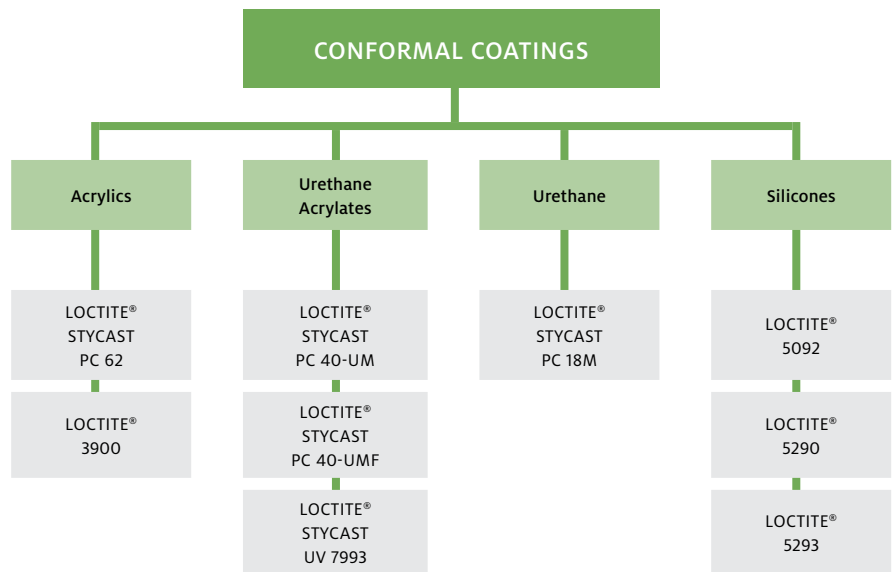 CONFORMAL COATINGS
Acrylics
Urethane
Acrylates
Urethane
Silicones
LOCTITE®
STYCAST
PC 62
LOCTITE®
STYCAST
PC 40-UM
LOCTITE®
STYCAST
PC 18M
LOCTITE®
5092
LOCTITE®
3900
LOCTITE®
STYCAST
PC 40-UMF
LOCTITE®
5290
LOCTITE®
STYCAST
UV 7993
LOCTITE®
5293